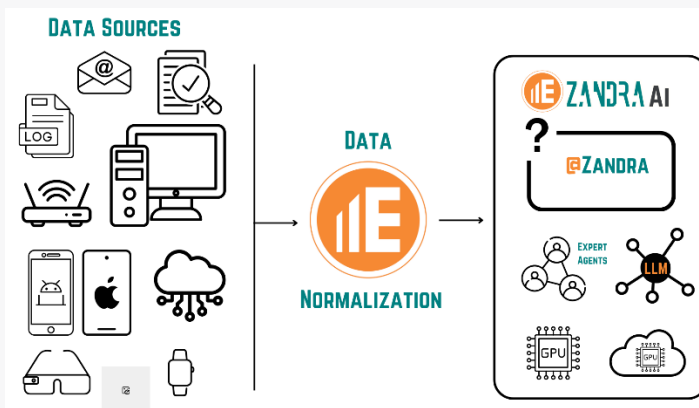 DATA SOURCES
@
LOG
DATA
E
NORMALIZATION
E ZANDRA AI
?
@ZANDRA
EXPERT
AGENTS
LLM
GPU
GPU